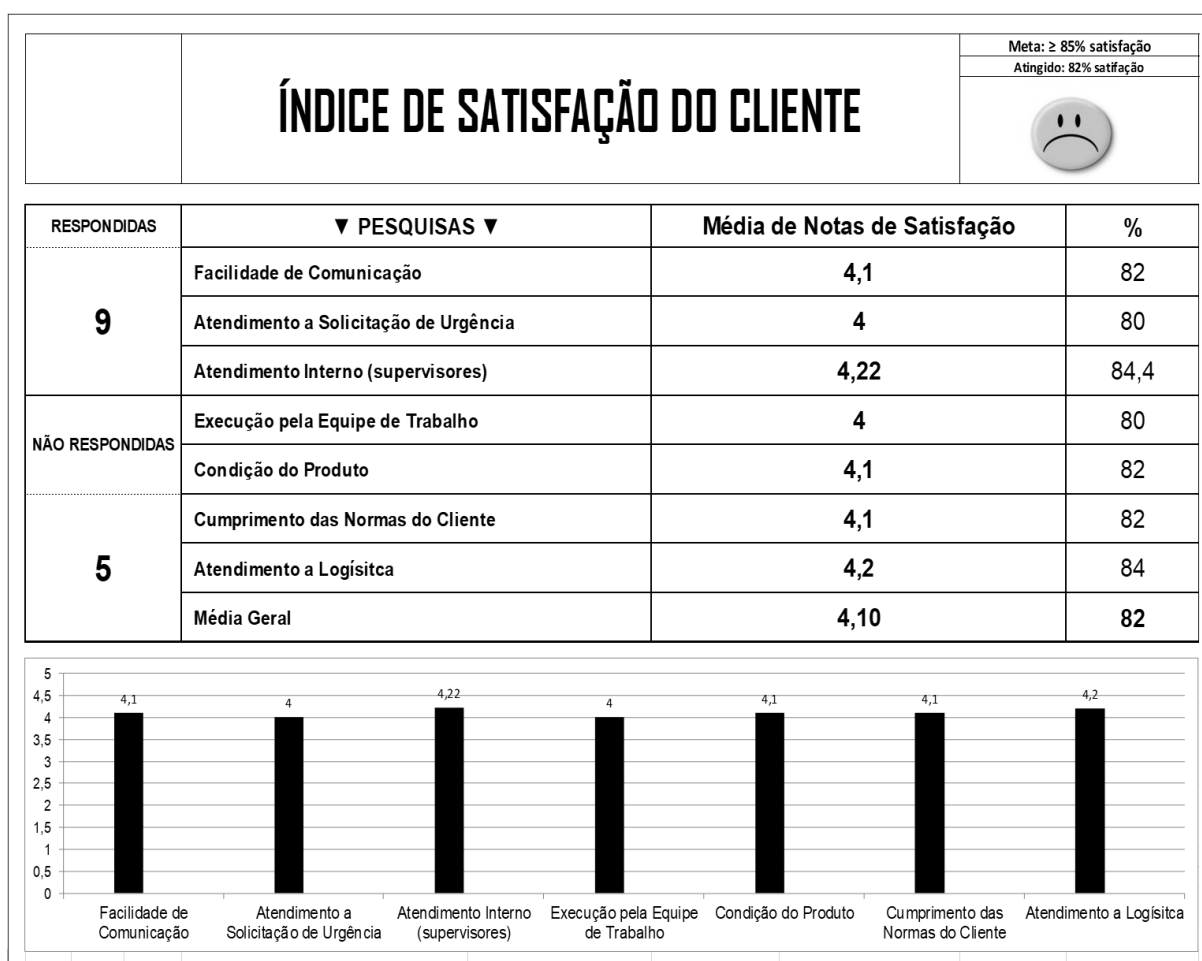 Meta: ≥ 85% satisfação
Atingido: 82% satifação
ÍNDICE DE SATISFAÇÃO DO CLIENTE
RESPONDIDAS ▼ PESQUISAS ▼ Média de Notas de Satisfação %
Facilidade de Comunicação 4,1 82
9 Atendimento a Solicitação de Urgência 4 80
Atendimento Interno (supervisores) 4,22 84,4
Execução pela Equipe de Trabalho 4 80
NÃO RESPONDIDAS
Condição do Produto 4,1 82
Cumprimento das Normas do Cliente 4,1 82
5 Atendimento a Logísitca 4,2 84
Média Geral 4,10 82
5
4,5
4
3,5
3
2,5
2
1,5
1
0,5
0
4,1 4 4,22 4 4,1 4,1 4,2
Facilidade de Comunicação
Atendimento a Solicitação de Urgência
Atendimento Interno (supervisores)
Execução pela Equipe de Trabalho
Condição do Produto
Cumprimento das Normas do Cliente
Atendimento a Logísitca